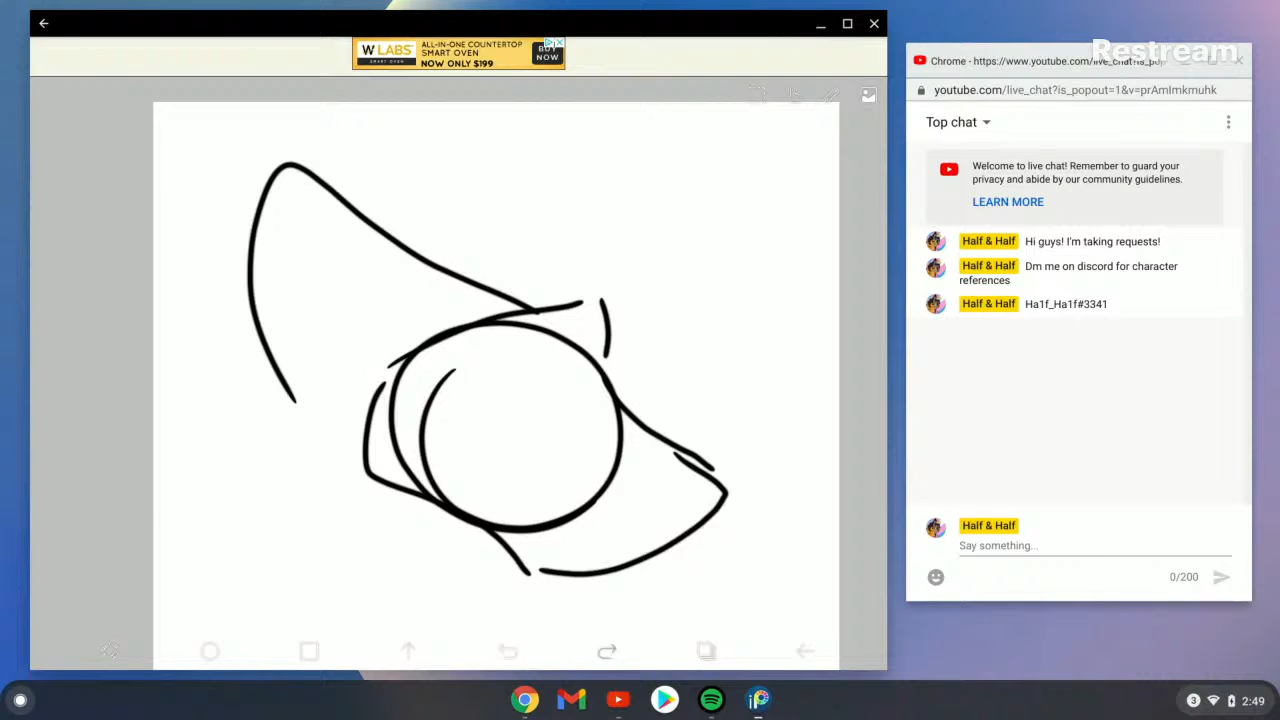 W LABS
SMART OVEN
ALL-IN-ONE COUNTERTOP
SMART OVEN
NOW ONLY $199
BUY
NOW
Restream
Chrome - https://www.youtube.com/live_chat?is_po
youtube.com/live_chat?is_popout=1&v=prAmImkmuhk
Top chat
Welcome to live chat! Remember to guard your
privacy and abide by our community guidelines.
LEARN MORE
Half & Half Hi guys! I'm taking requests!
Half & Half Dm me on discord for character
references
Half & Half Ha1f_Ha1f#3341
Half & Half
Say something...
0/200
3 2:49